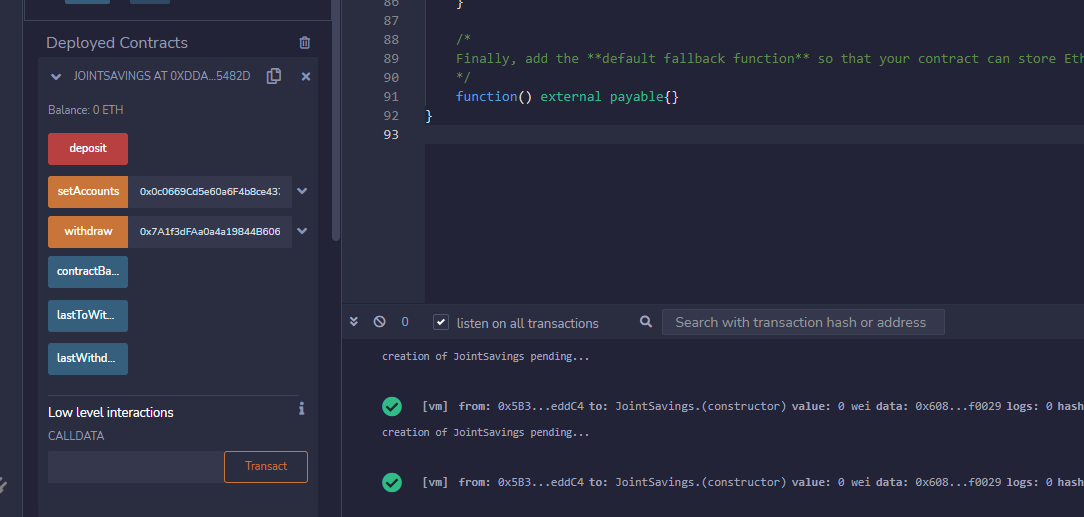 Deployed Contracts
JOINTSAVINGS AT 0XDDA...5482D
Balance: 0 ETH
deposit
setAccounts 0x0c0669Cd5e60a6F4b8ce437
withdraw 0x7A1f3dFAa0a4a19844B606
contractBa...
lastToWit...
lastWithd...
Low level interactions
CALLDATA
Transact
86 }
87
88 /*
89 Finally, add the **default fallback function** so that your contract can store Eth
90 */
91 function() external payable{}
92 }
93
0 listen on all transactions Search with transaction hash or address
creation of JointSavings pending...
[vm] from: 0x5B3...eddC4 to: JointSavings.(constructor) value: 0 wei data: 0x608...f0029 logs: 0 hash
creation of JointSavings pending...
[vm] from: 0x5B3...eddC4 to: JointSavings.(constructor) value: 0 wei data: 0x608...f0029 logs: 0 hash